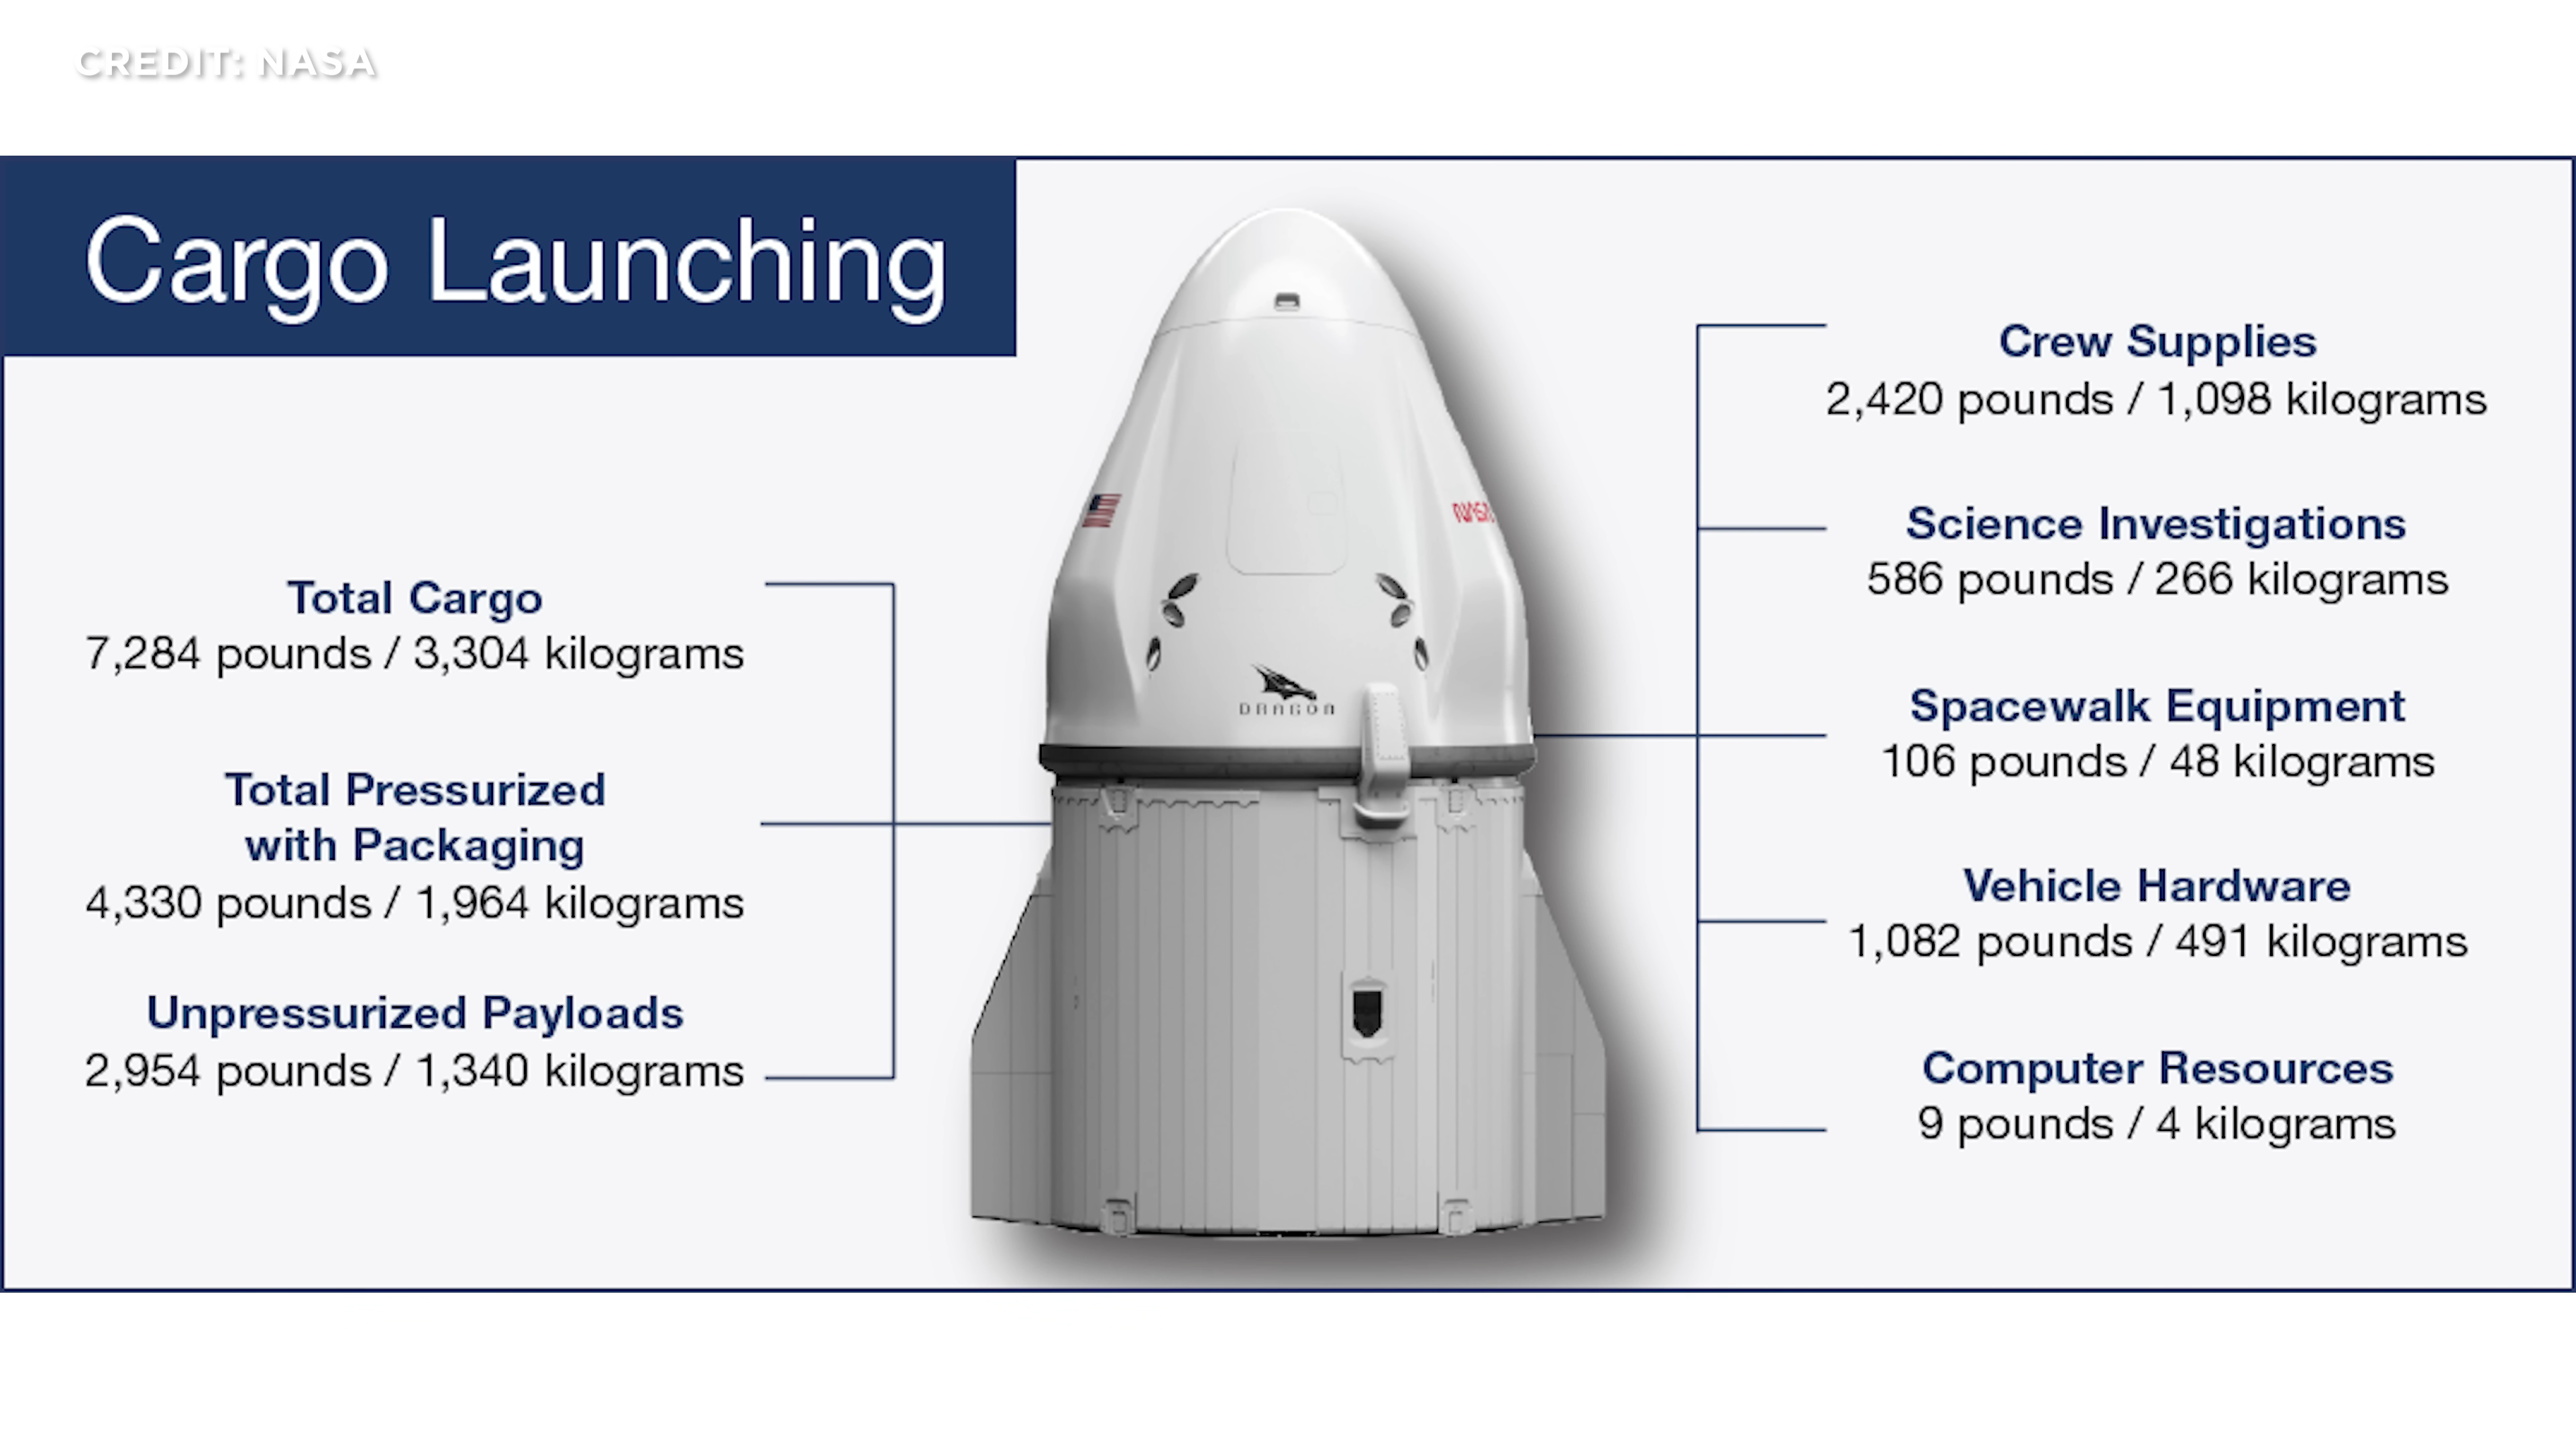 CREDIT: NASA
Cargo Launching
Total Cargo
7,284 pounds / 3,304 kilograms
Total Pressurized
with Packaging
4,330 pounds / 1,964 kilograms
Unpressurized Payloads
2,954 pounds / 1,340 kilograms
NASA
DRAGON
Crew Supplies
2,420 pounds / 1,098 kilograms
Science Investigations
586 pounds / 266 kilograms
Spacewalk Equipment
106 pounds / 48 kilograms
Vehicle Hardware
1,082 pounds / 491 kilograms
Computer Resources
9 pounds / 4 kilograms